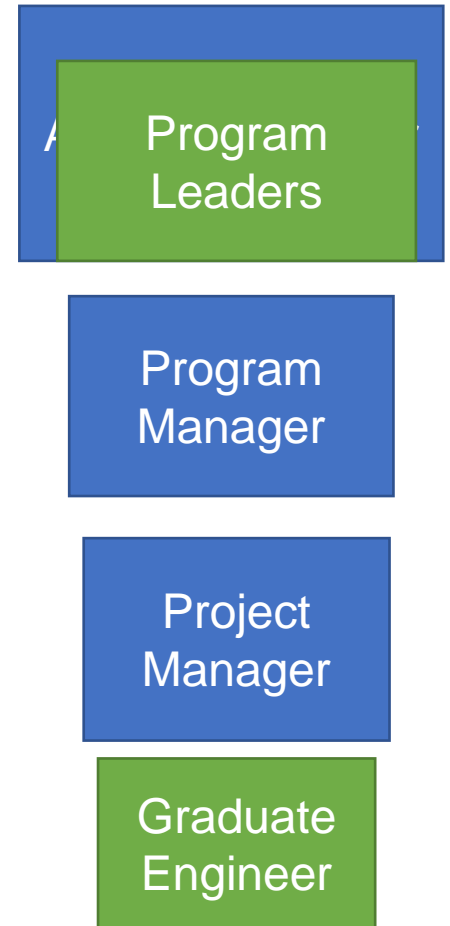 Program
Leaders
Program
Manager
Project
Manager
Graduate
Engineer